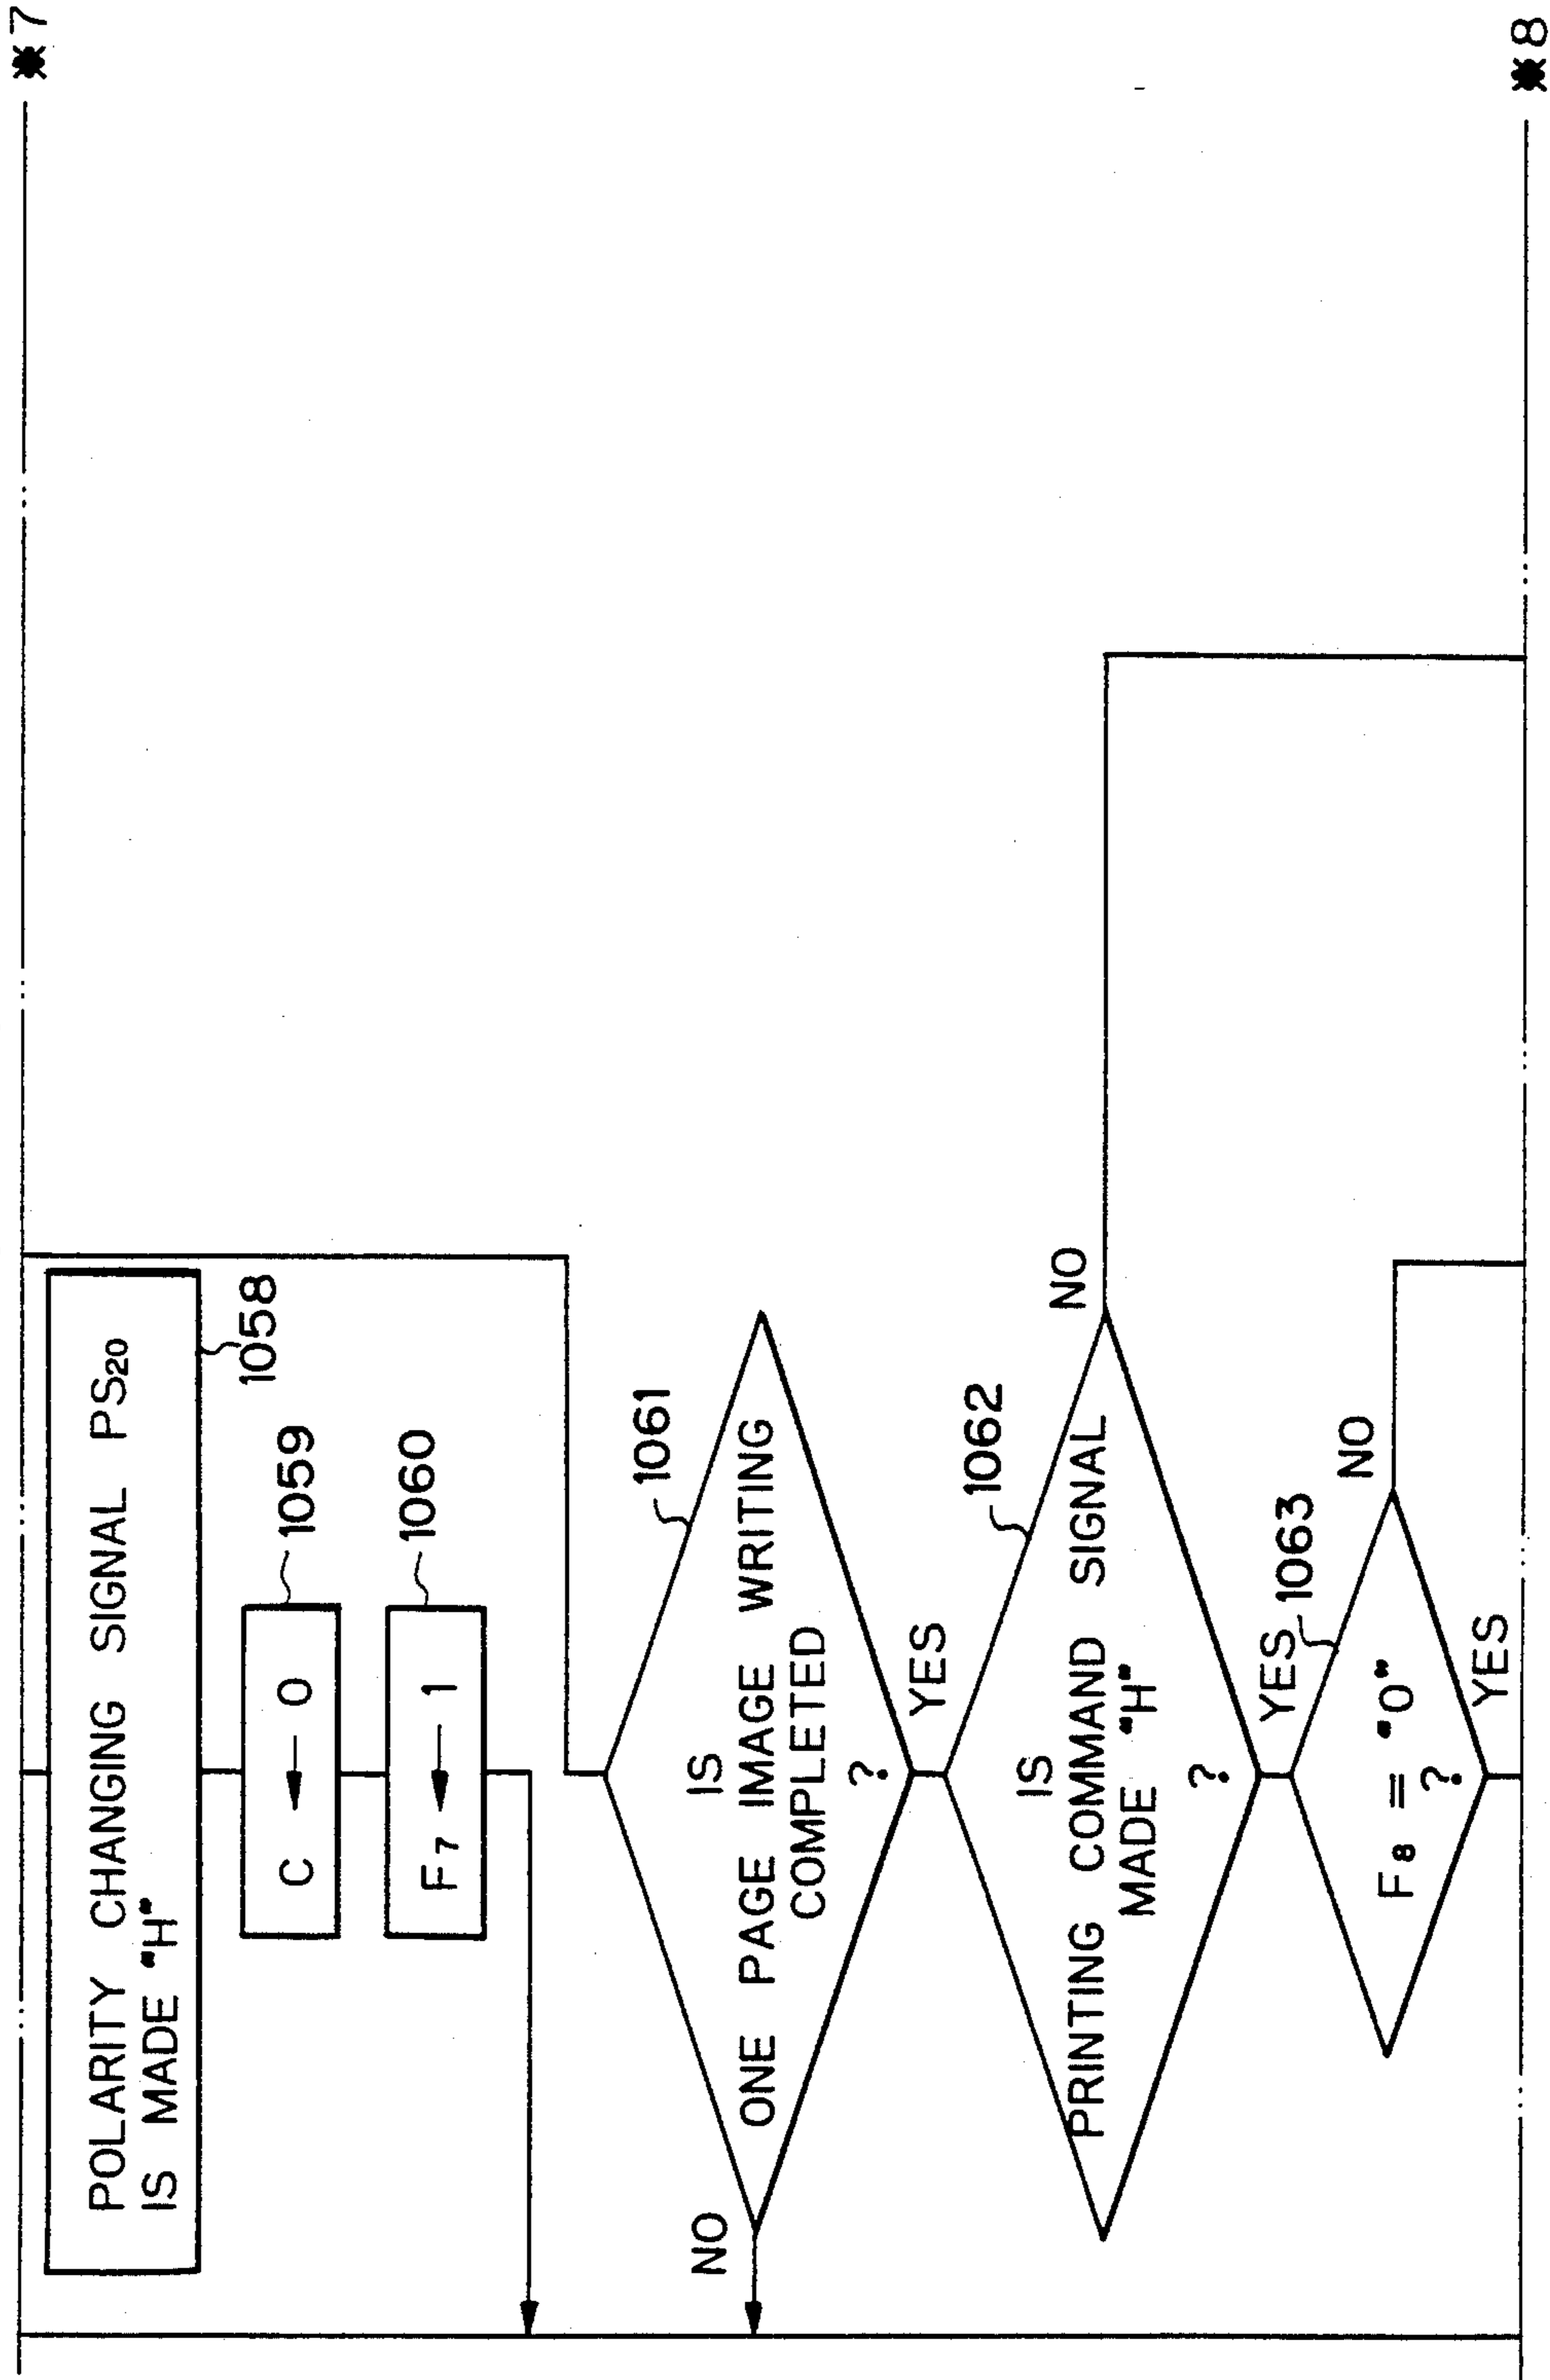 *7
POLARITY CHANGING SIGNAL PS20
IS MADE "H"
1058
C ← 0
1059
F7 ← 1
1060
1061
IS
ONE PAGE IMAGE WRITING
COMPLETED
?
NO
YES
1062
IS
PRINTING COMMAND SIGNAL
MADE "H"
?
NO
YES
1063
F8 = "0"
?
NO
YES
*8